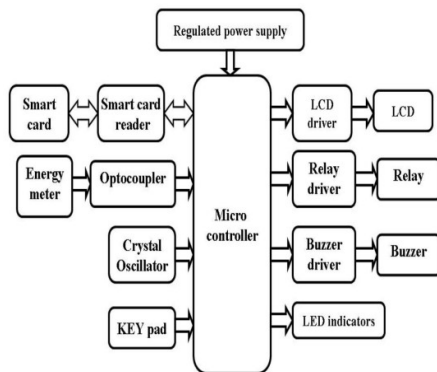 Regulated power supply
Smart
card
Smart card
reader
LCD
driver
LCD
Energy
meter
Optocoupler
Relay
driver
Relay
Micro
controller
Crystal
Oscillator
Buzzer
driver
Buzzer
KEY pad
LED indicators